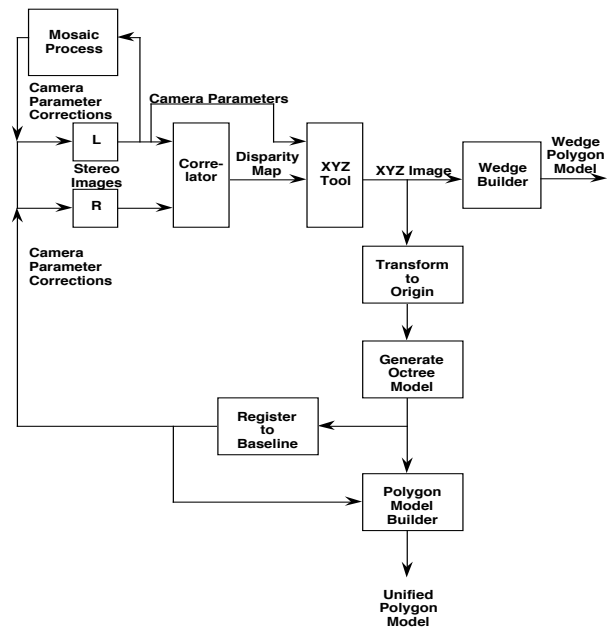 Mosaic
Process
Camera
Parameter
Corrections
Camera Parameters
L
Stereo
Images
R
Corre-
lator
Disparity
Map
XYZ
Tool
XYZ Image
Wedge
Builder
Wedge
Polygon
Model
Camera
Parameter
Corrections
Transform
to
Origin
Generate
Octree
Model
Register
to
Baseline
Polygon
Model
Builder
Unified
Polygon
Model